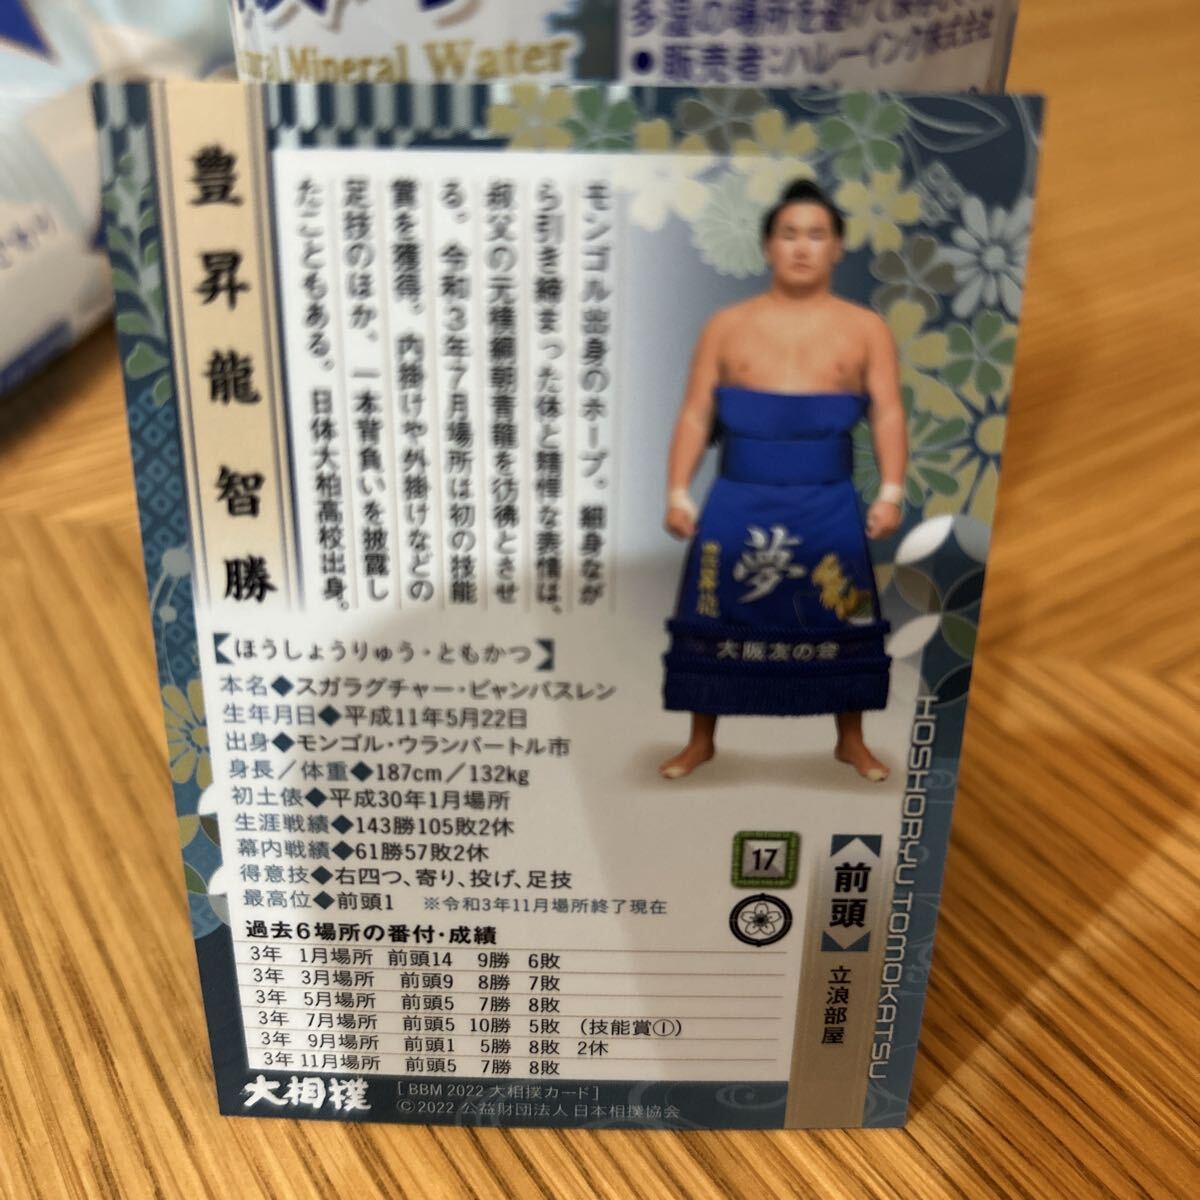 ral Mineral Water
多湿の場所を避けて保存し
●販売者:ハレーインク株式会社
豊昇龍智勝
モンゴル出身のホープ。細身なが
ら引き締まった体と精悍な表情は、
叔父の元横綱朝青龍を彷彿とさせ
る。令和3年7月場所は初の技能
賞を獲得。内掛けや外掛けなどの
足技のほか、一本背負いを披露し
たこともある。日体大柏高校出身。
夢
豊昇龍
大阪友の会
【ほうしょうりゅう・ともかつ】
本名◆スガラグチャー・ビャンバスレン
生年月日◆平成11年5月22日
出身◆モンゴル・ウランバートル市
身長/体重◆187cm/132kg
初土俵◆平成30年1月場所
生涯戦績◆143勝105敗2休
幕内戦績◆61勝57敗2休
得意技◆右四つ、寄り、投げ、足技
最高位◆前頭1 ※令和3年11月場所終了現在
過去6場所の番付・成績
3年 1月場所 前頭14 9勝 6敗
3年 3月場所 前頭9 8勝 7敗
3年 5月場所 前頭5 7勝 8敗
3年 7月場所 前頭5 10勝 5敗 (技能賞①)
3年 9月場所 前頭1 5勝 8敗 2休
3年 11月場所 前頭5 7勝 8敗
17
前頭
立浪部屋
HOSHORYU TOMOKATSU
大相撲
[BBM 2022 大相撲カード]
©2022 公益財団法人 日本相撲協会